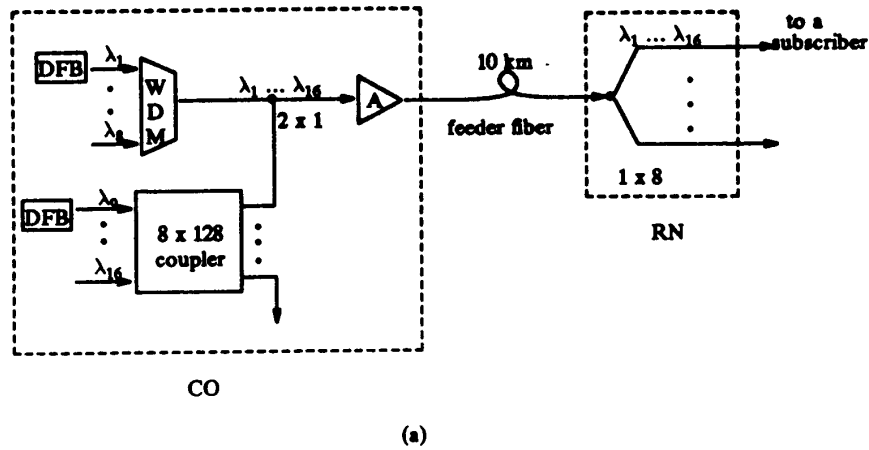 DFB λ1
WDM
λ8
λ1 ... λ16
2 x 1
A
10 km
feeder fiber
λ1 ... λ16
to a
subscriber
1 x 8
RN
DFB λ9
λ16
8 x 128
coupler
CO
(a)